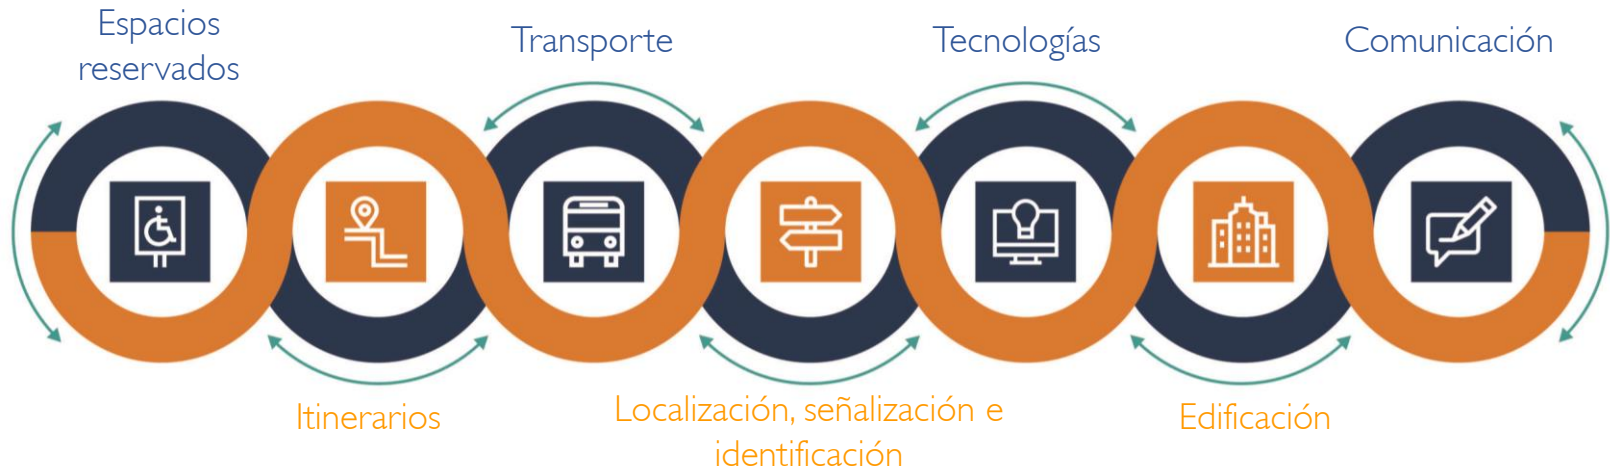 Espacios
reservados
Transporte
Tecnologías
Comunicación
Itinerarios
Localización, señalización e
identificación
Edificación